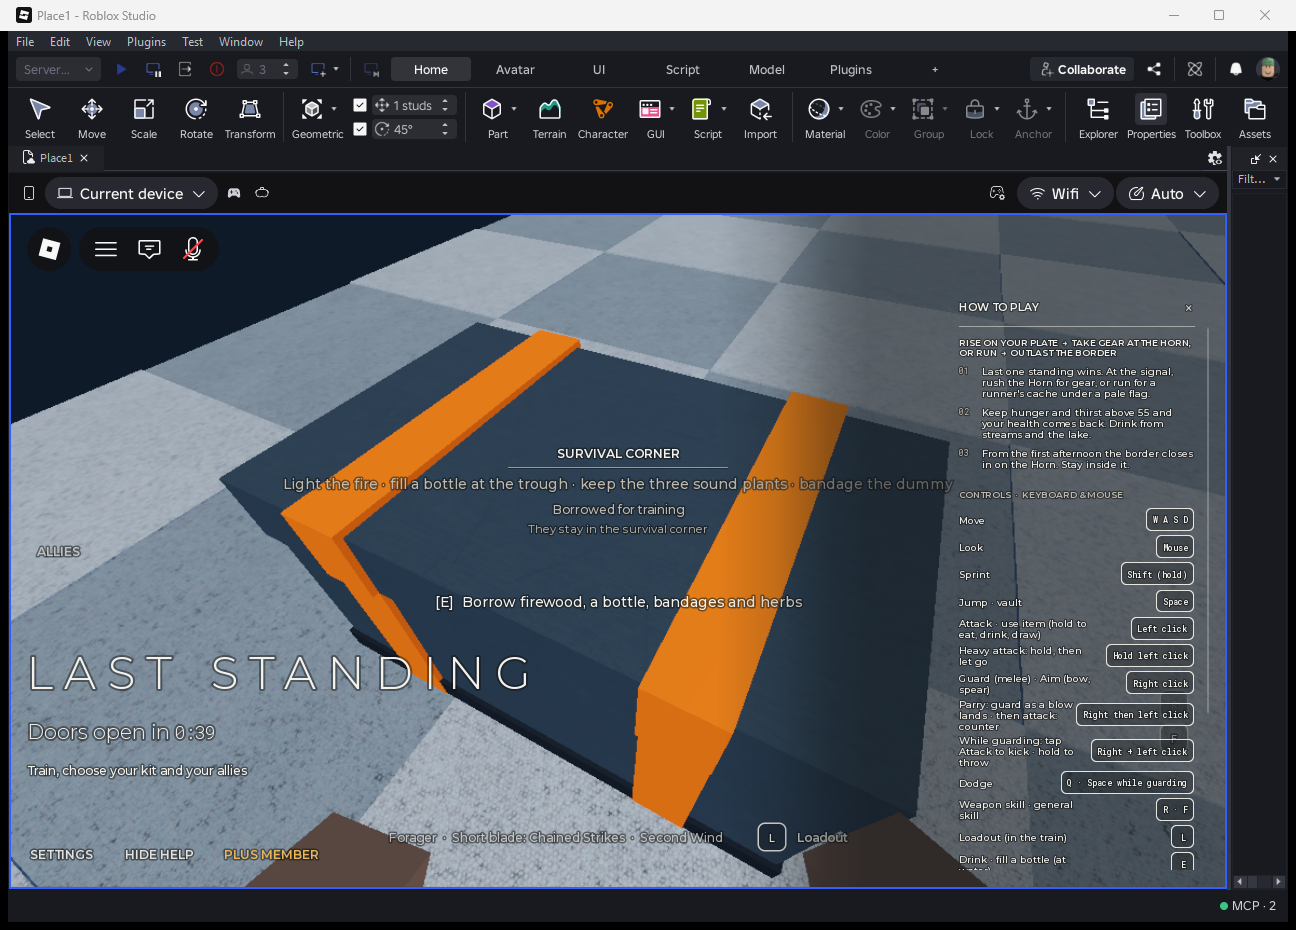 Place1 - Roblox Studio
File Edit View Plugins Test Window Help
Server... 3 Home Avatar UI Script Model Plugins + Collaborate
1 studs
45°
Select Move Scale Rotate Transform Geometric Part Terrain Character GUI Script Import Material Color Group Lock Anchor Explorer Properties Toolbox Assets
Place1
Filt...
Current device Wifi Auto
HOW TO PLAY ×
RISE ON YOUR PLATE → TAKE GEAR AT THE HORN,
OR RUN → OUTLAST THE BORDER
01 Last one standing wins. At the signal,
rush the Horn for gear, or run for a
runner's cache under a pale flag.
02 Keep hunger and thirst above 55 and
your health comes back. Drink from
streams and the lake.
03 From the first afternoon the border closes
in on the Horn. Stay inside it.
CONTROLS · KEYBOARD & MOUSE
Move W A S D
Look Mouse
Sprint Shift (hold)
Jump · vault Space
Attack · use item (hold to
eat, drink, draw) Left click
Heavy attack: hold, then
let go Hold left click
Guard (melee) · Aim (bow,
spear) Right click
Parry: guard as a blow
lands · then attack:
counter Right then left click
While guarding: tap
Attack to kick · hold to
throw Right + left click
Dodge Q · Space while guarding
Weapon skill · general
skill R · F
Loadout (in the train) L
Drink · fill a bottle (at
water) E
SURVIVAL CORNER
Light the fire · fill a bottle at the trough · keep the three sound plants · bandage the dummy
Borrowed for training
They stay in the survival corner
ALLIES
[E] Borrow firewood, a bottle, bandages and herbs
LAST STANDING
Doors open in 0:39
Train, choose your kit and your allies
Forager · Short blade: Chained Strikes · Second Wind L Loadout
SETTINGS HIDE HELP PLUS MEMBER
MCP · 2